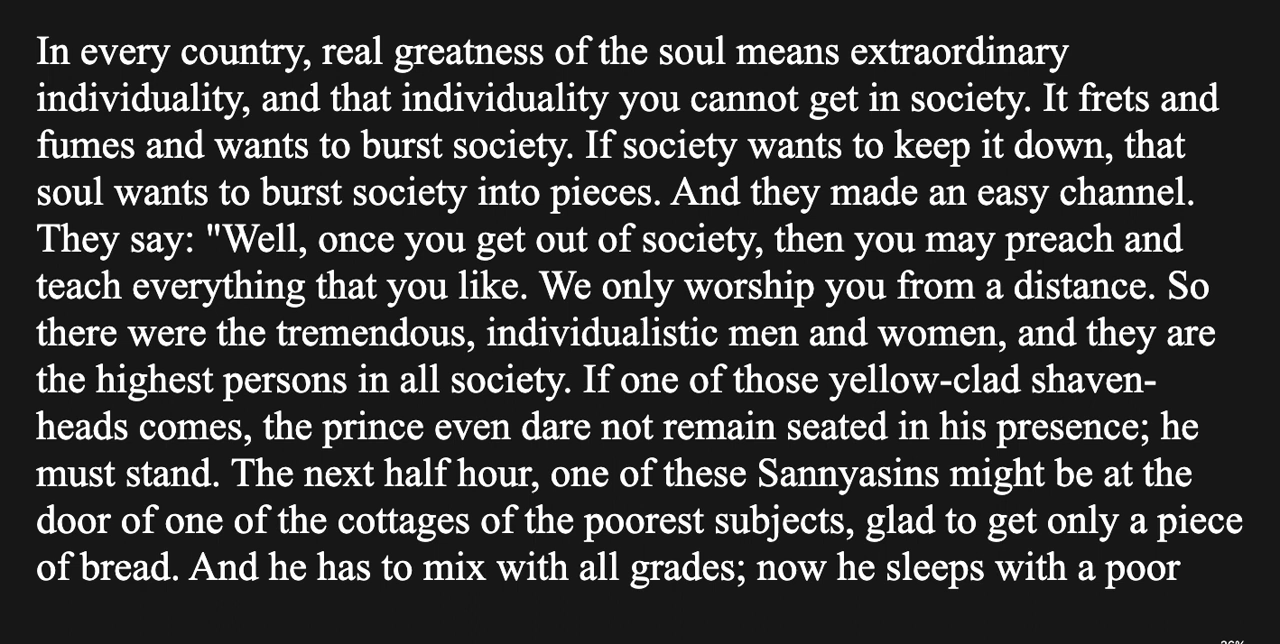 In every country, real greatness of the soul means extraordinary
individuality, and that individuality you cannot get in society. It frets and
fumes and wants to burst society. If society wants to keep it down, that
soul wants to burst society into pieces. And they made an easy channel.
They say: "Well, once you get out of society, then you may preach and
teach everything that you like. We only worship you from a distance. So
there were the tremendous, individualistic men and women, and they are
the highest persons in all society. If one of those yellow-clad shaven-
heads comes, the prince even dare not remain seated in his presence; he
must stand. The next half hour, one of these Sannyasins might be at the
door of one of the cottages of the poorest subjects, glad to get only a piece
of bread. And he has to mix with all grades; now he sleeps with a poor